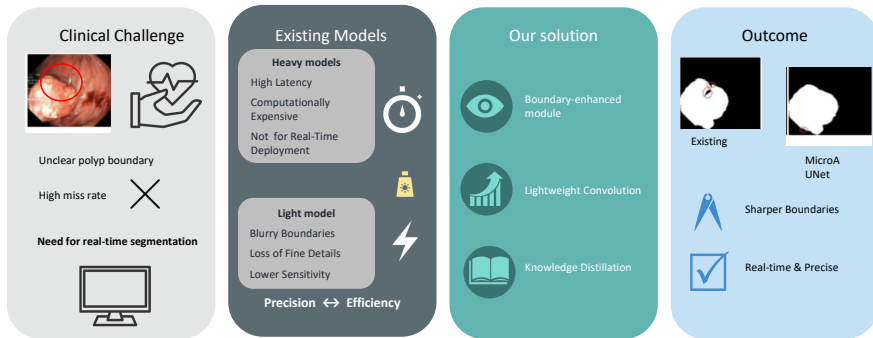 Clinical Challenge
Unclear polyp boundary
High miss rate
Need for real-time segmentation
Existing Models
Heavy models
High Latency
Computationally
Expensive
Not for Real-Time
Deployment
Light model
Blurry Boundaries
Loss of Fine Details
Lower Sensitivity
Precision ↔ Efficiency
Our solution
Boundary-enhanced
module
Lightweight Convolution
Knowledge Distillation
Outcome
Existing
MicroA
UNet
Sharper Boundaries
Real-time & Precise